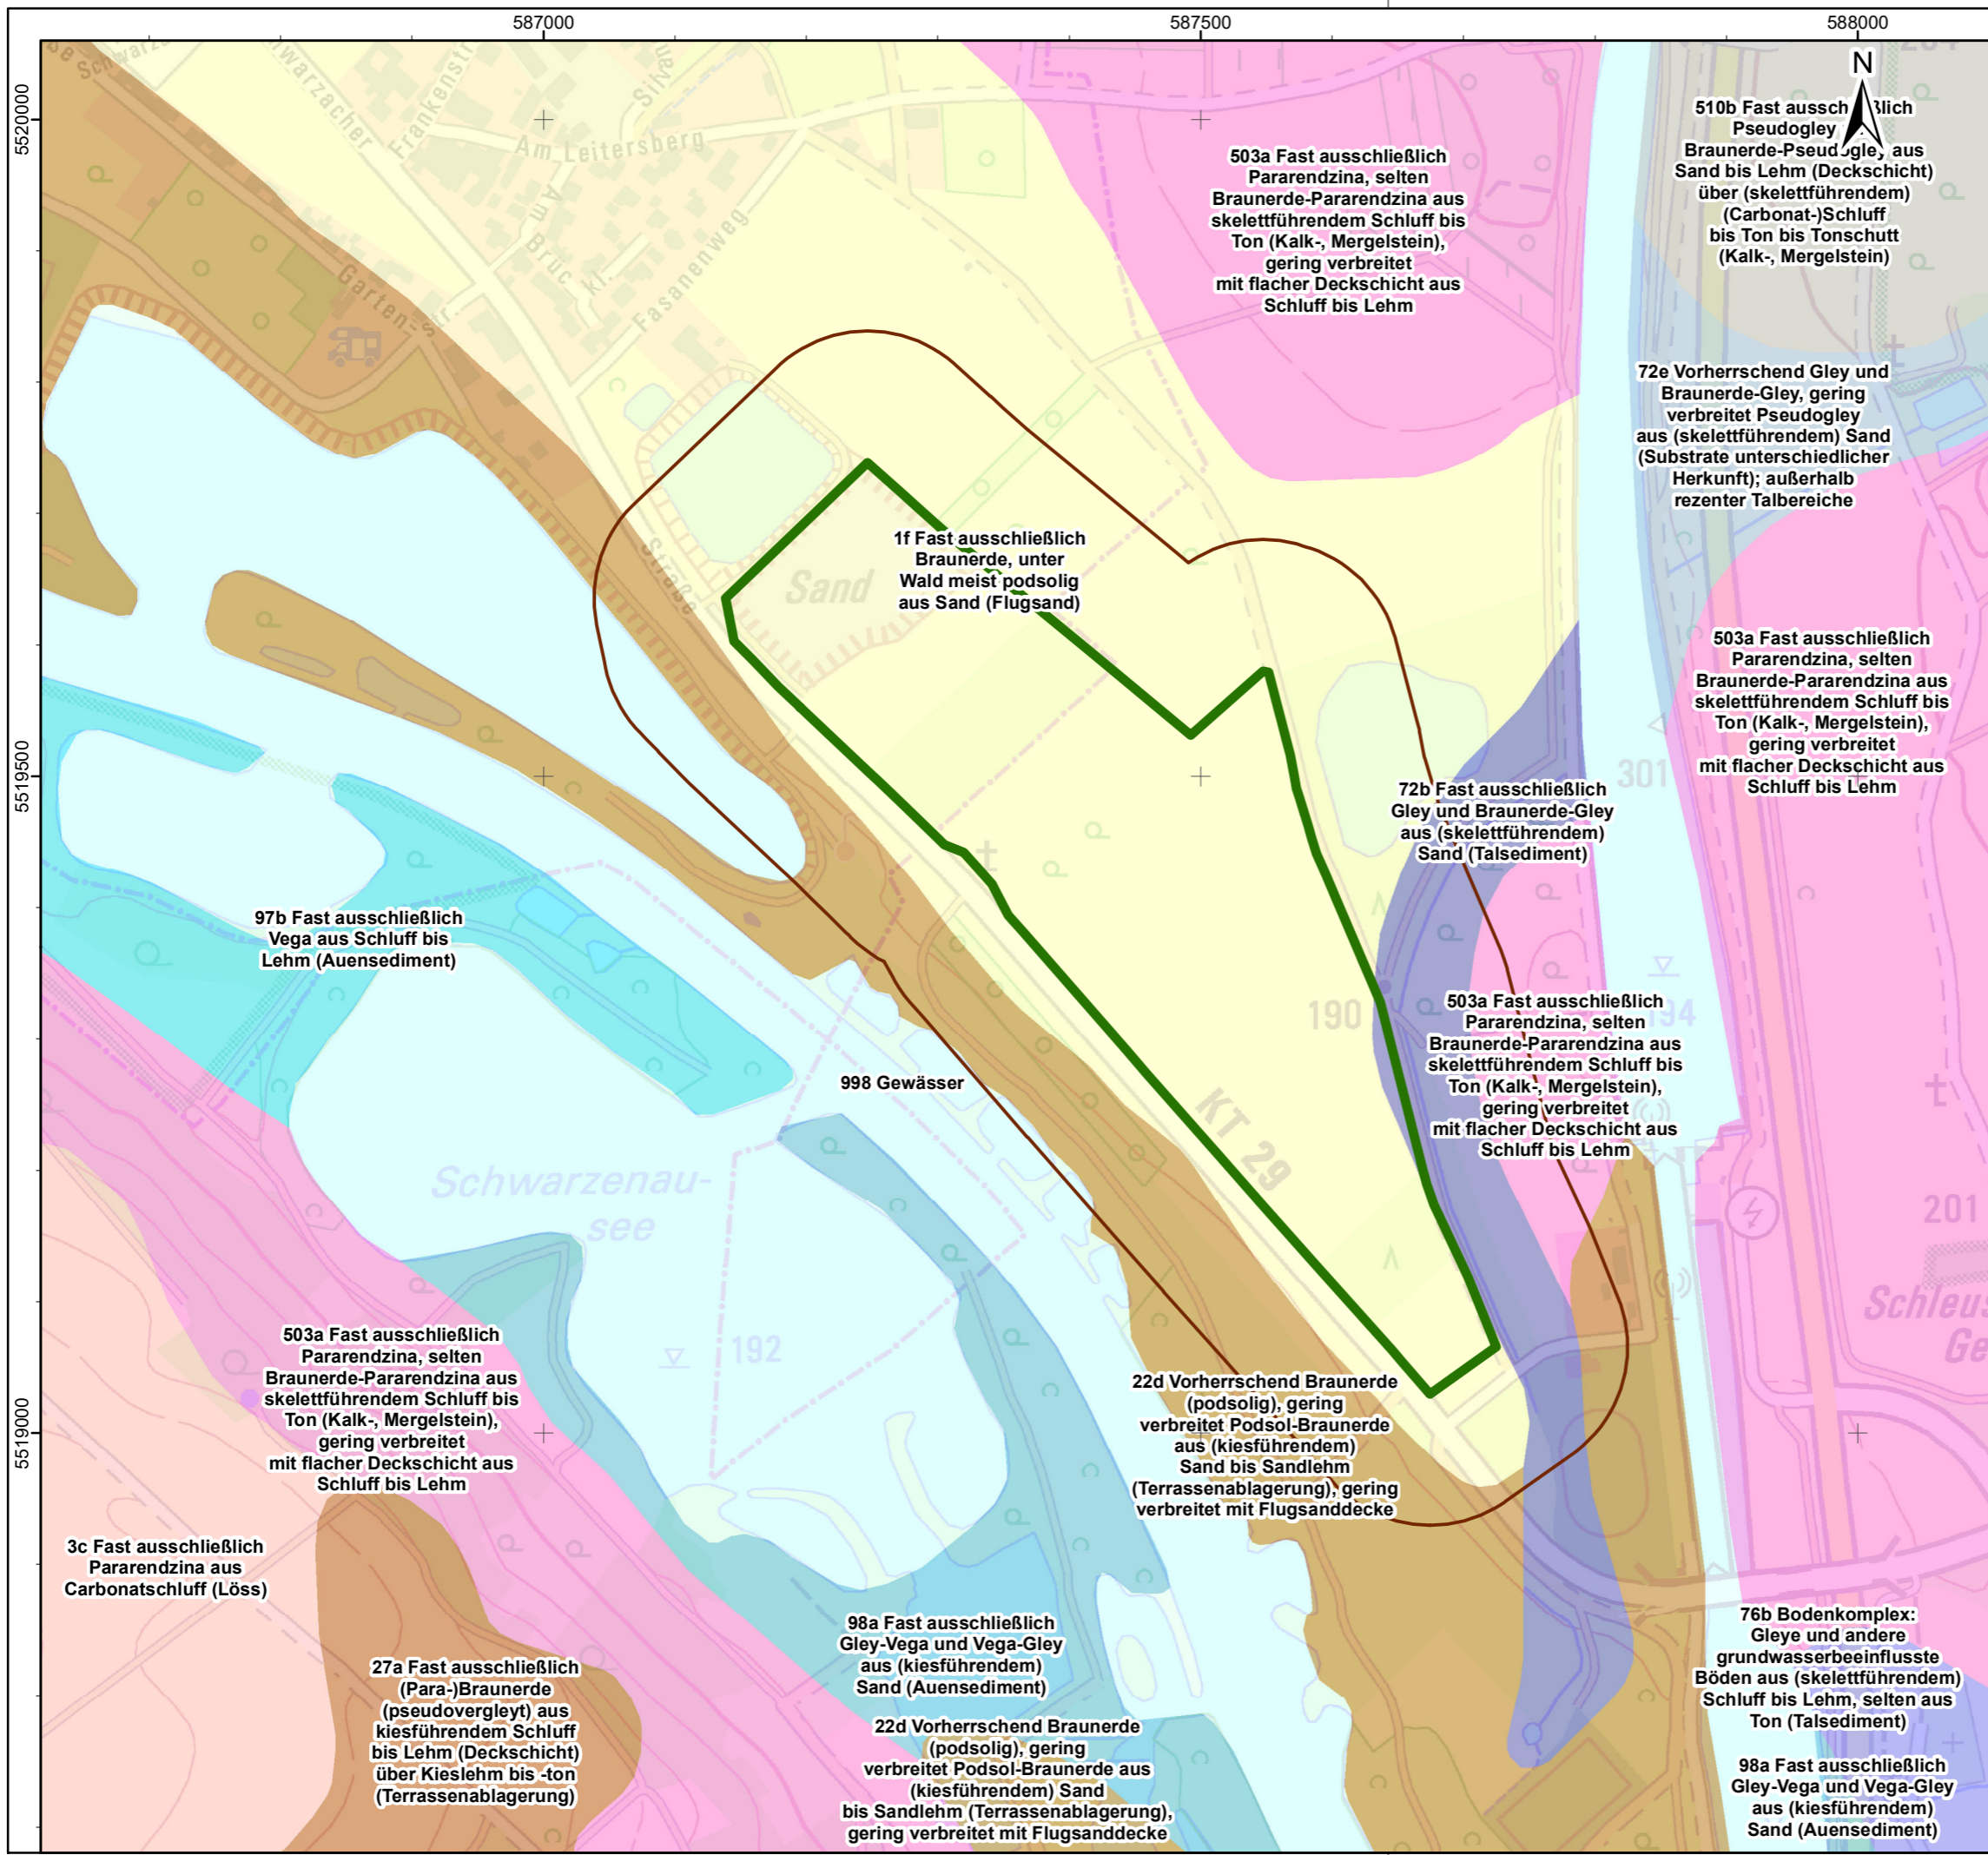 587000
587500
588000
5520000
5519500
5519000
N
Schwarza
Schwarzacher
Frankenstr
Silva
Am Leitersberg
Am
Brück
kl.
Fasanenweg
Garten-str.
Straße
Sand
503a Fast ausschließlich
Pararendzina, selten
Braunerde-Pararendzina aus
skelettführendem Schluff bis
Ton (Kalk-, Mergelstein),
gering verbreitet
mit flacher Deckschicht aus
Schluff bis Lehm
510b Fast ausschließlich
Pseudogley
Braunerde-Pseudogley aus
Sand bis Lehm (Deckschicht)
über (skelettführendem)
(Carbonat-)Schluff
bis Ton bis Tonschutt
(Kalk-, Mergelstein)
72e Vorherrschend Gley und
Braunerde-Gley, gering
verbreitet Pseudogley
aus (skelettführendem) Sand
(Substrate unterschiedlicher
Herkunft); außerhalb
rezenter Talbereiche
1f Fast ausschließlich
Braunerde, unter
Wald meist podsolig
aus Sand (Flugsand)
503a Fast ausschließlich
Pararendzina, selten
Braunerde-Pararendzina aus
skelettführendem Schluff bis
Ton (Kalk-, Mergelstein),
gering verbreitet
mit flacher Deckschicht aus
Schluff bis Lehm
301
72b Fast ausschließlich
Gley und Braunerde-Gley
aus (skelettführendem)
Sand (Talsediment)
97b Fast ausschließlich
Vega aus Schluff bis
Lehm (Auensediment)
190
194
503a Fast ausschließlich
Pararendzina, selten
Braunerde-Pararendzina aus
skelettführendem Schluff bis
Ton (Kalk-, Mergelstein),
gering verbreitet
mit flacher Deckschicht aus
Schluff bis Lehm
998 Gewässer
KT 29
Schwarzenau-
see
201
192
Schleus
Ge
503a Fast ausschließlich
Pararendzina, selten
Braunerde-Pararendzina aus
skelettführendem Schluff bis
Ton (Kalk-, Mergelstein),
gering verbreitet
mit flacher Deckschicht aus
Schluff bis Lehm
22d Vorherrschend Braunerde
(podsolig), gering
verbreitet Podsol-Braunerde
aus (kiesführendem)
Sand bis Sandlehm
(Terrassenablagerung), gering
verbreitet mit Flugsanddecke
3c Fast ausschließlich
Pararendzina aus
Carbonatschluff (Löss)
27a Fast ausschließlich
(Para-)Braunerde
(pseudovergleyt) aus
kiesführendem Schluff
bis Lehm (Deckschicht)
über Kieslehm bis -ton
(Terrassenablagerung)
98a Fast ausschließlich
Gley-Vega und Vega-Gley
aus (kiesführendem)
Sand (Auensediment)
22d Vorherrschend Braunerde
(podsolig), gering
verbreitet Podsol-Braunerde aus
(kiesführendem) Sand
bis Sandlehm (Terrassenablagerung),
gering verbreitet mit Flugsanddecke
76b Bodenkomplex:
Gleye und andere
grundwasserbeeinflusste
Böden aus (skelettführendem)
Schluff bis Lehm, selten aus
Ton (Talsediment)
98a Fast ausschließlich
Gley-Vega und Vega-Gley
aus (kiesführendem)
Sand (Auensediment)